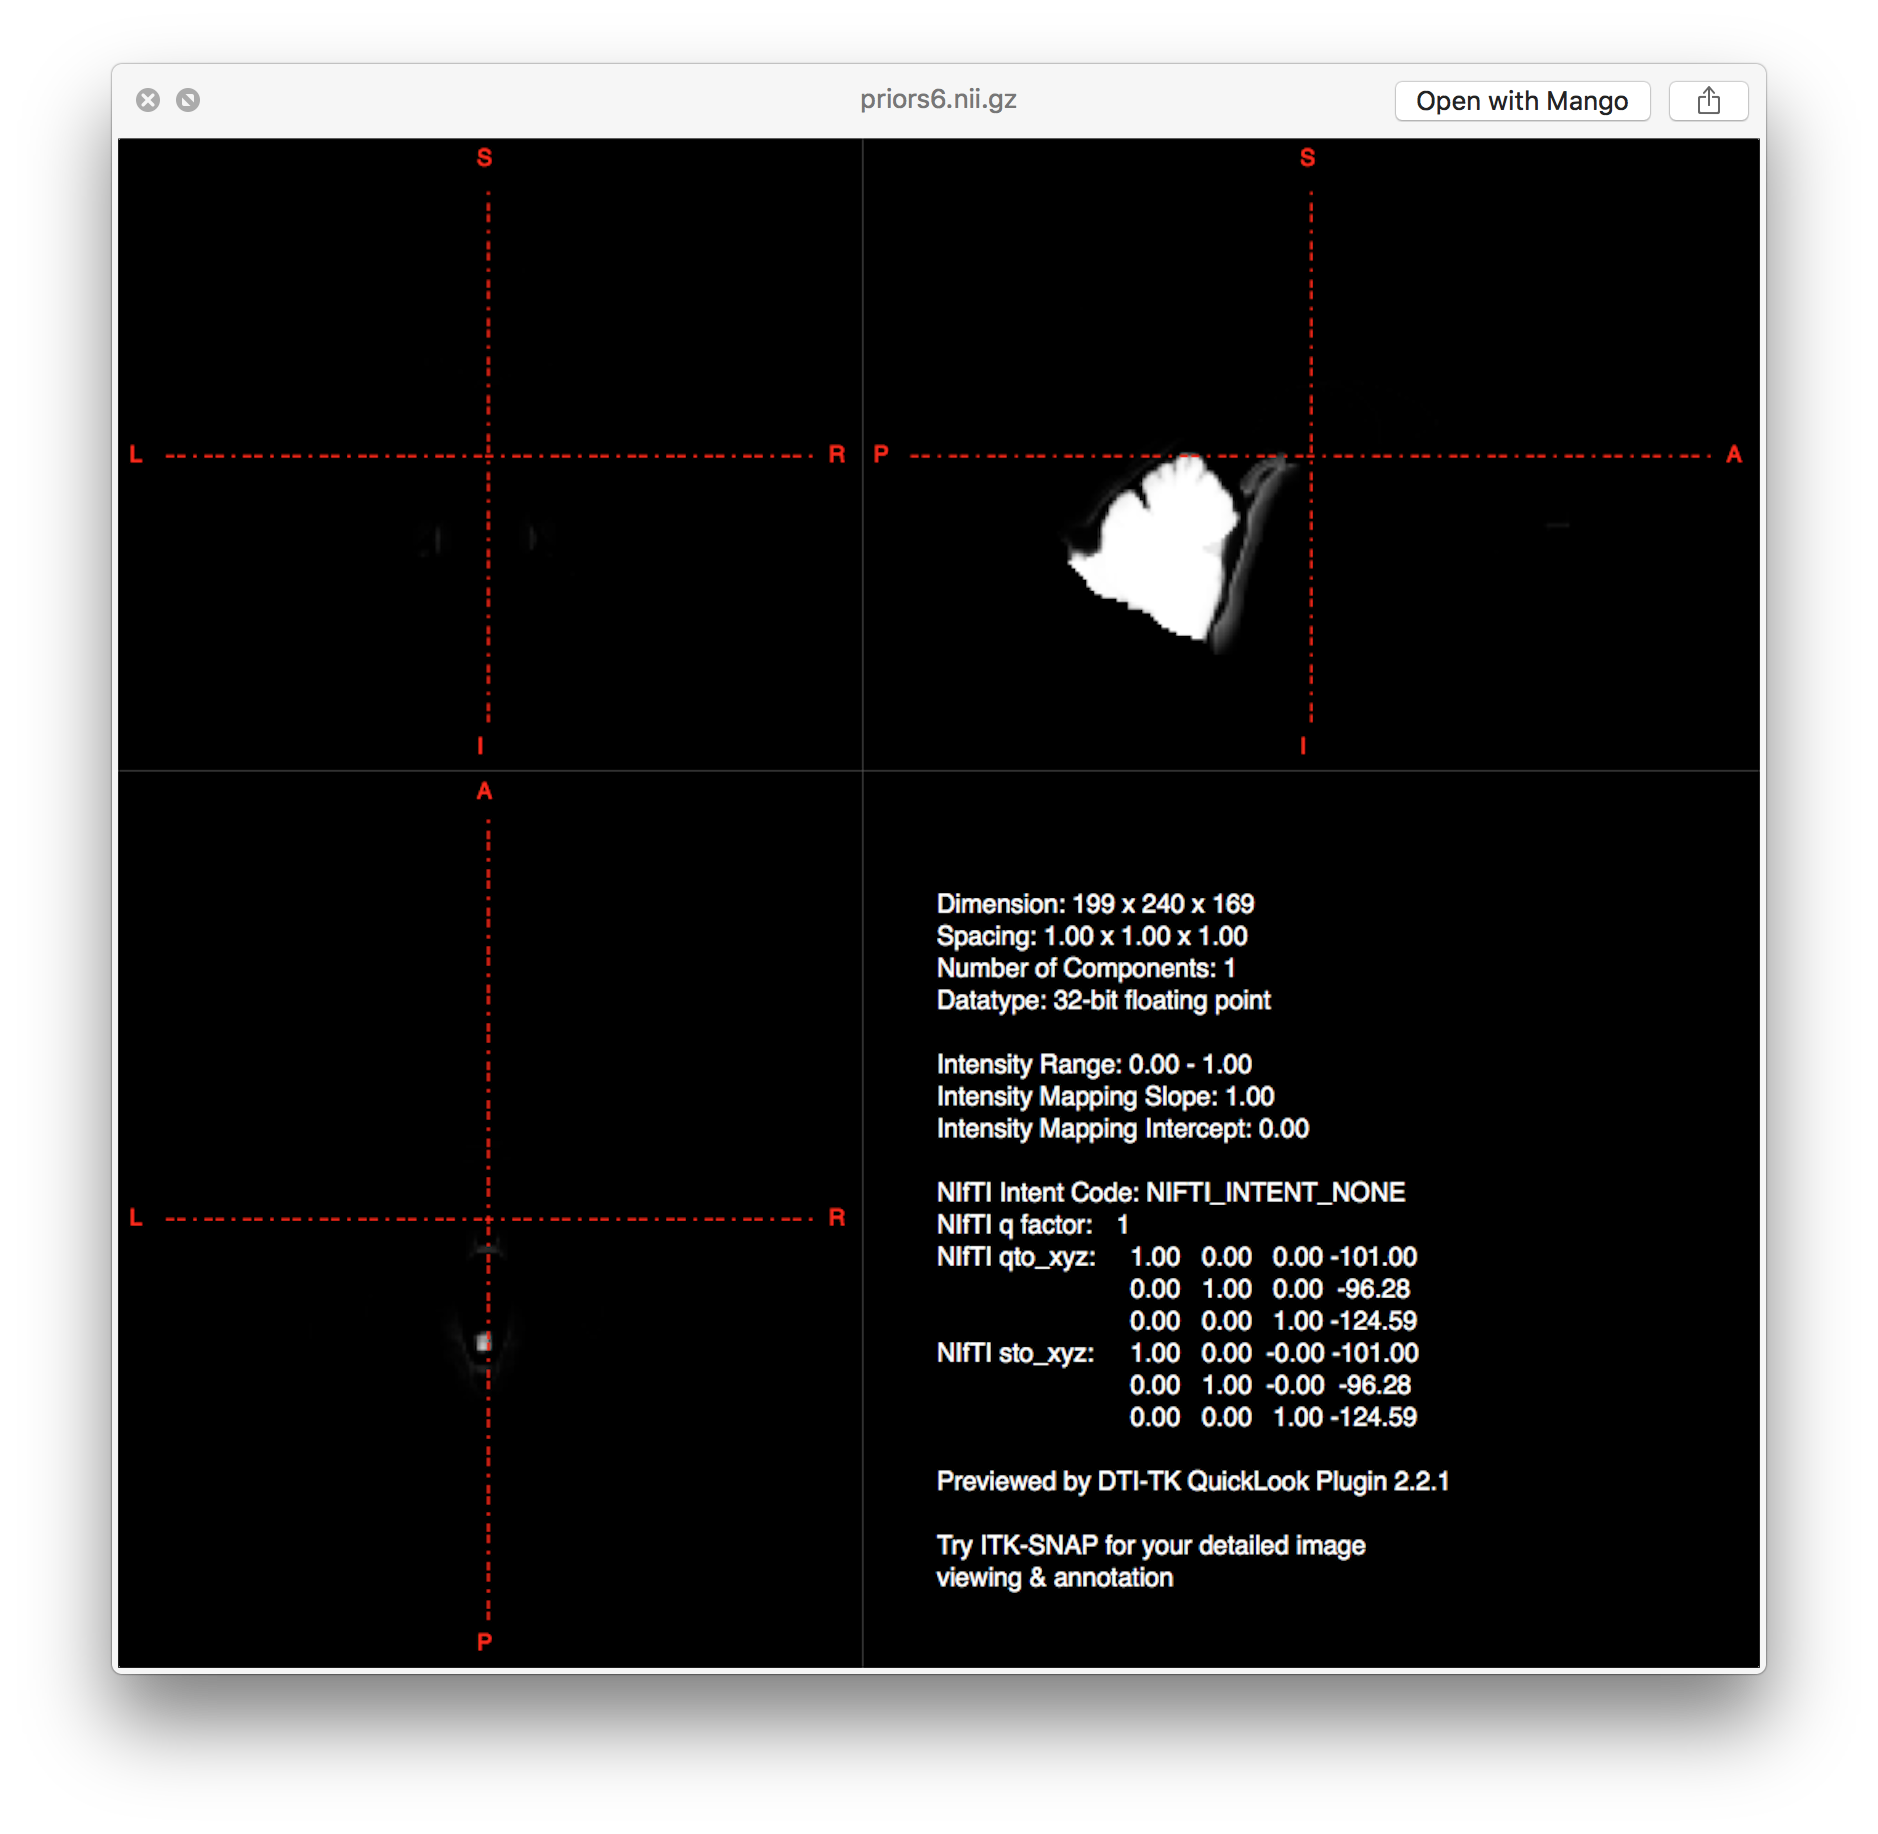 priors6.nii.gz
Open with Mango
S
L
R
I
S
P
A
I
A
L
R
P
Dimension: 199 x 240 x 169
Spacing: 1.00 x 1.00 x 1.00
Number of Components: 1
Datatype: 32-bit floating point
Intensity Range: 0.00 - 1.00
Intensity Mapping Slope: 1.00
Intensity Mapping Intercept: 0.00
NIfTI Intent Code: NIFTI_INTENT_NONE
NIfTI q factor: 1
NIfTI qto_xyz: 1.00 0.00 0.00 -101.00
0.00 1.00 0.00 -96.28
0.00 0.00 1.00 -124.59
NIfTI sto_xyz: 1.00 0.00 -0.00 -101.00
0.00 1.00 -0.00 -96.28
0.00 0.00 1.00 -124.59
Previewed by DTI-TK QuickLook Plugin 2.2.1
Try ITK-SNAP for your detailed image
viewing & annotation